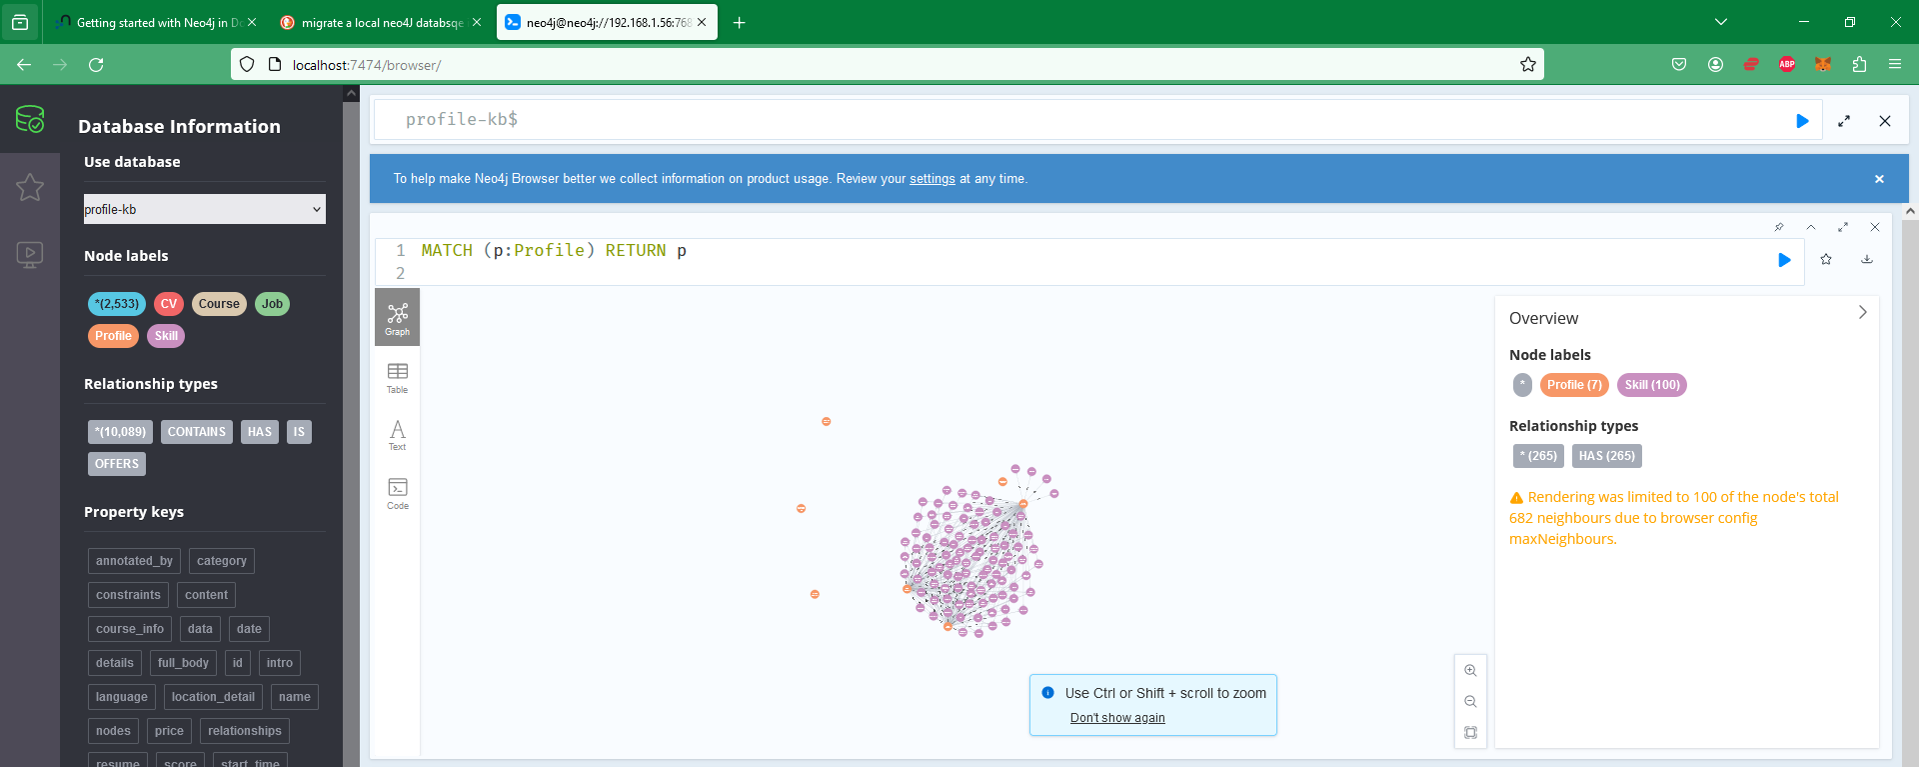 Getting started with Neo4j in Do
migrate a local neo4J databsqe
neo4j@neo4j://192.168.1.56:768
localhost:7474/browser/
ABP
Database Information
Use database
profile-kb
Node labels
*(2,533) CV Course Job
Profile Skill
Relationship types
*(10,089) CONTAINS HAS IS
OFFERS
Property keys
annotated_by category
constraints content
course_info data date
details full_body id intro
language location_detail name
nodes price relationships
resume score start_time
profile-kb$
To help make Neo4j Browser better we collect information on product usage. Review your settings at any time.
1 MATCH (p:Profile) RETURN p
2
Graph
Table
Text
Code
Use Ctrl or Shift + scroll to zoom
Don't show again
Overview
Node labels
* Profile (7) Skill (100)
Relationship types
* (265) HAS (265)
Rendering was limited to 100 of the node's total
682 neighbours due to browser config
maxNeighbours.